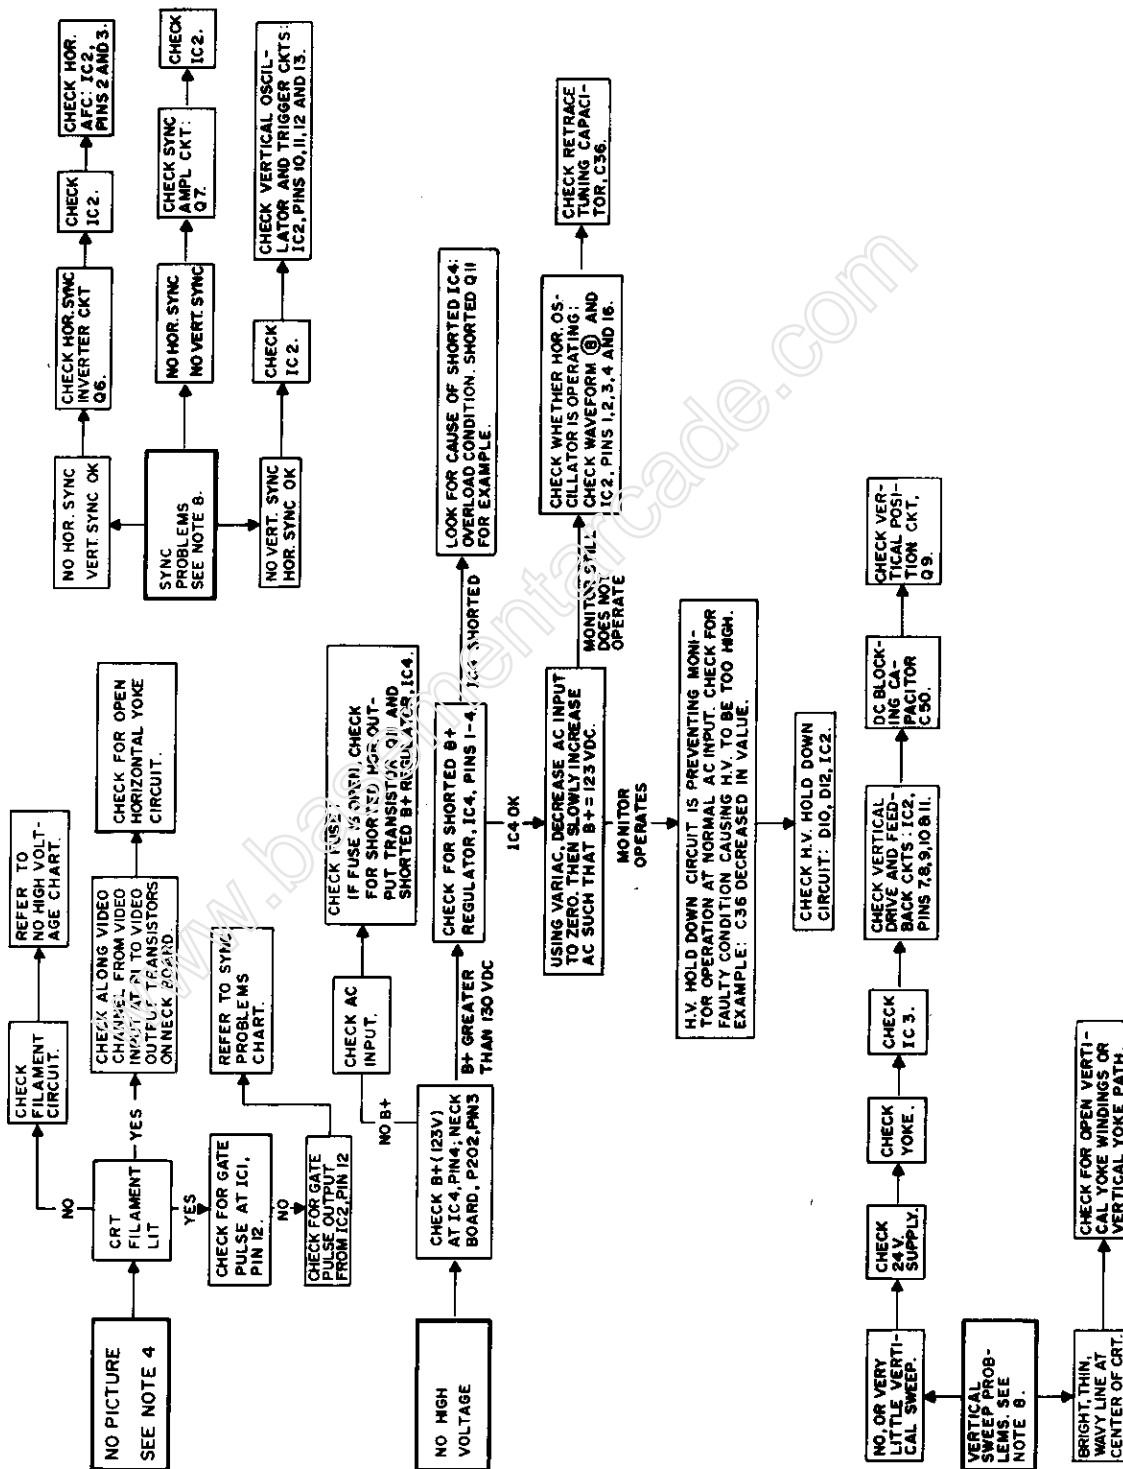 NO PICTURE
SEE NOTE 4
CRT
FILAMENT
LIT
NO
YES
YES
CHECK
FILAMENT
CIRCUIT.
REFER TO
NO HIGH VOLT-
AGE CHART.
CHECK ALONG VIDEO
CHANNEL FROM VIDEO
INPUT AT P1 TO VIDEO
OUTPUT TRANSISTORS
ON NECK BOARD.
CHECK FOR OPEN
HORIZONTAL YOKE
CIRCUIT.
CHECK FOR GATE
PULSE AT IC1,
PIN 12.
NO
CHECK FOR GATE
PULSE OUTPUT
FROM IC2, PIN 12
REFER TO SYNC
PROBLEMS
CHART.
SYNC
PROBLEMS
SEE NOTE 8.
NO HOR. SYNC
VERT. SYNC OK
CHECK HOR. SYNC
INVERTER CKT
Q6.
CHECK
IC2.
CHECK HOR.
AFC: IC2,
PINS 2 AND 3.
NO HOR. SYNC
NO VERT. SYNC
CHECK SYNC
AMPL CKT:
Q7.
CHECK
IC2.
NO VERT. SYNC
HOR. SYNC OK
CHECK
IC2.
CHECK VERTICAL OSCIL-
LATOR AND TRIGGER CKTS:
IC2, PINS 10, 11, 12 AND 13.
NO HIGH
VOLTAGE
CHECK B+ (123V)
AT IC4, PIN4; NECK
BOARD, P202, PIN3
NO B+
CHECK AC
INPUT.
CHECK FUSE:
IF FUSE IS OPEN, CHECK
FOR SHORTED HOR. OUT-
PUT TRANSISTOR Q11 AND
SHORTED B+ REGULATOR, IC4.
B+ GREATER
THAN 130 VDC
CHECK FOR SHORTED B+
REGULATOR, IC4, PINS 1-4.
IC4 SHORTED
LOOK FOR CAUSE OF SHORTED IC4:
OVERLOAD CONDITION. SHORTED Q11
FOR EXAMPLE.
IC4 OK
USING VARIAC, DECREASE AC INPUT
TO ZERO. THEN SLOWLY INCREASE
AC SUCH THAT B+ = 123 VDC.
MONITOR STILL
DOES NOT
OPERATE
CHECK WHETHER HOR. OS-
CILLATOR IS OPERATING:
CHECK WAVEFORM (8) AND
IC2, PINS 1, 2, 3, 4 AND 16.
CHECK RETRACE
TUNING CAPACI-
TOR, C36.
MONITOR
OPERATES
H.V. HOLD DOWN CIRCUIT IS PREVENTING MONI-
TOR OPERATION AT NORMAL AC INPUT. CHECK FOR
FAULTY CONDITION CAUSING H.V. TO BE TOO HIGH.
EXAMPLE: C36 DECREASED IN VALUE.
CHECK H.V. HOLD DOWN
CIRCUIT: D10, D12, IC2.
VERTICAL
SWEEP PROB-
LEMS. SEE
NOTE 8.
NO, OR VERY
LITTLE VERTI-
CAL SWEEP.
CHECK
24 V.
SUPPLY.
CHECK
YOKE.
CHECK
IC 3.
CHECK VERTICAL
DRIVE AND FEED-
BACK CKTS: IC2,
PINS 7, 8, 9, 10 & 11.
DC BLOCK-
ING CA-
PACITOR
C50.
CHECK VER-
TICAL POSI-
TION CKT,
Q9.
BRIGHT, THIN,
WAVY LINE AT
CENTER OF CRT.
CHECK FOR OPEN VERTI-
CAL YOKE WINDINGS OR
VERTICAL YOKE PATH.
www.basementarcade.com